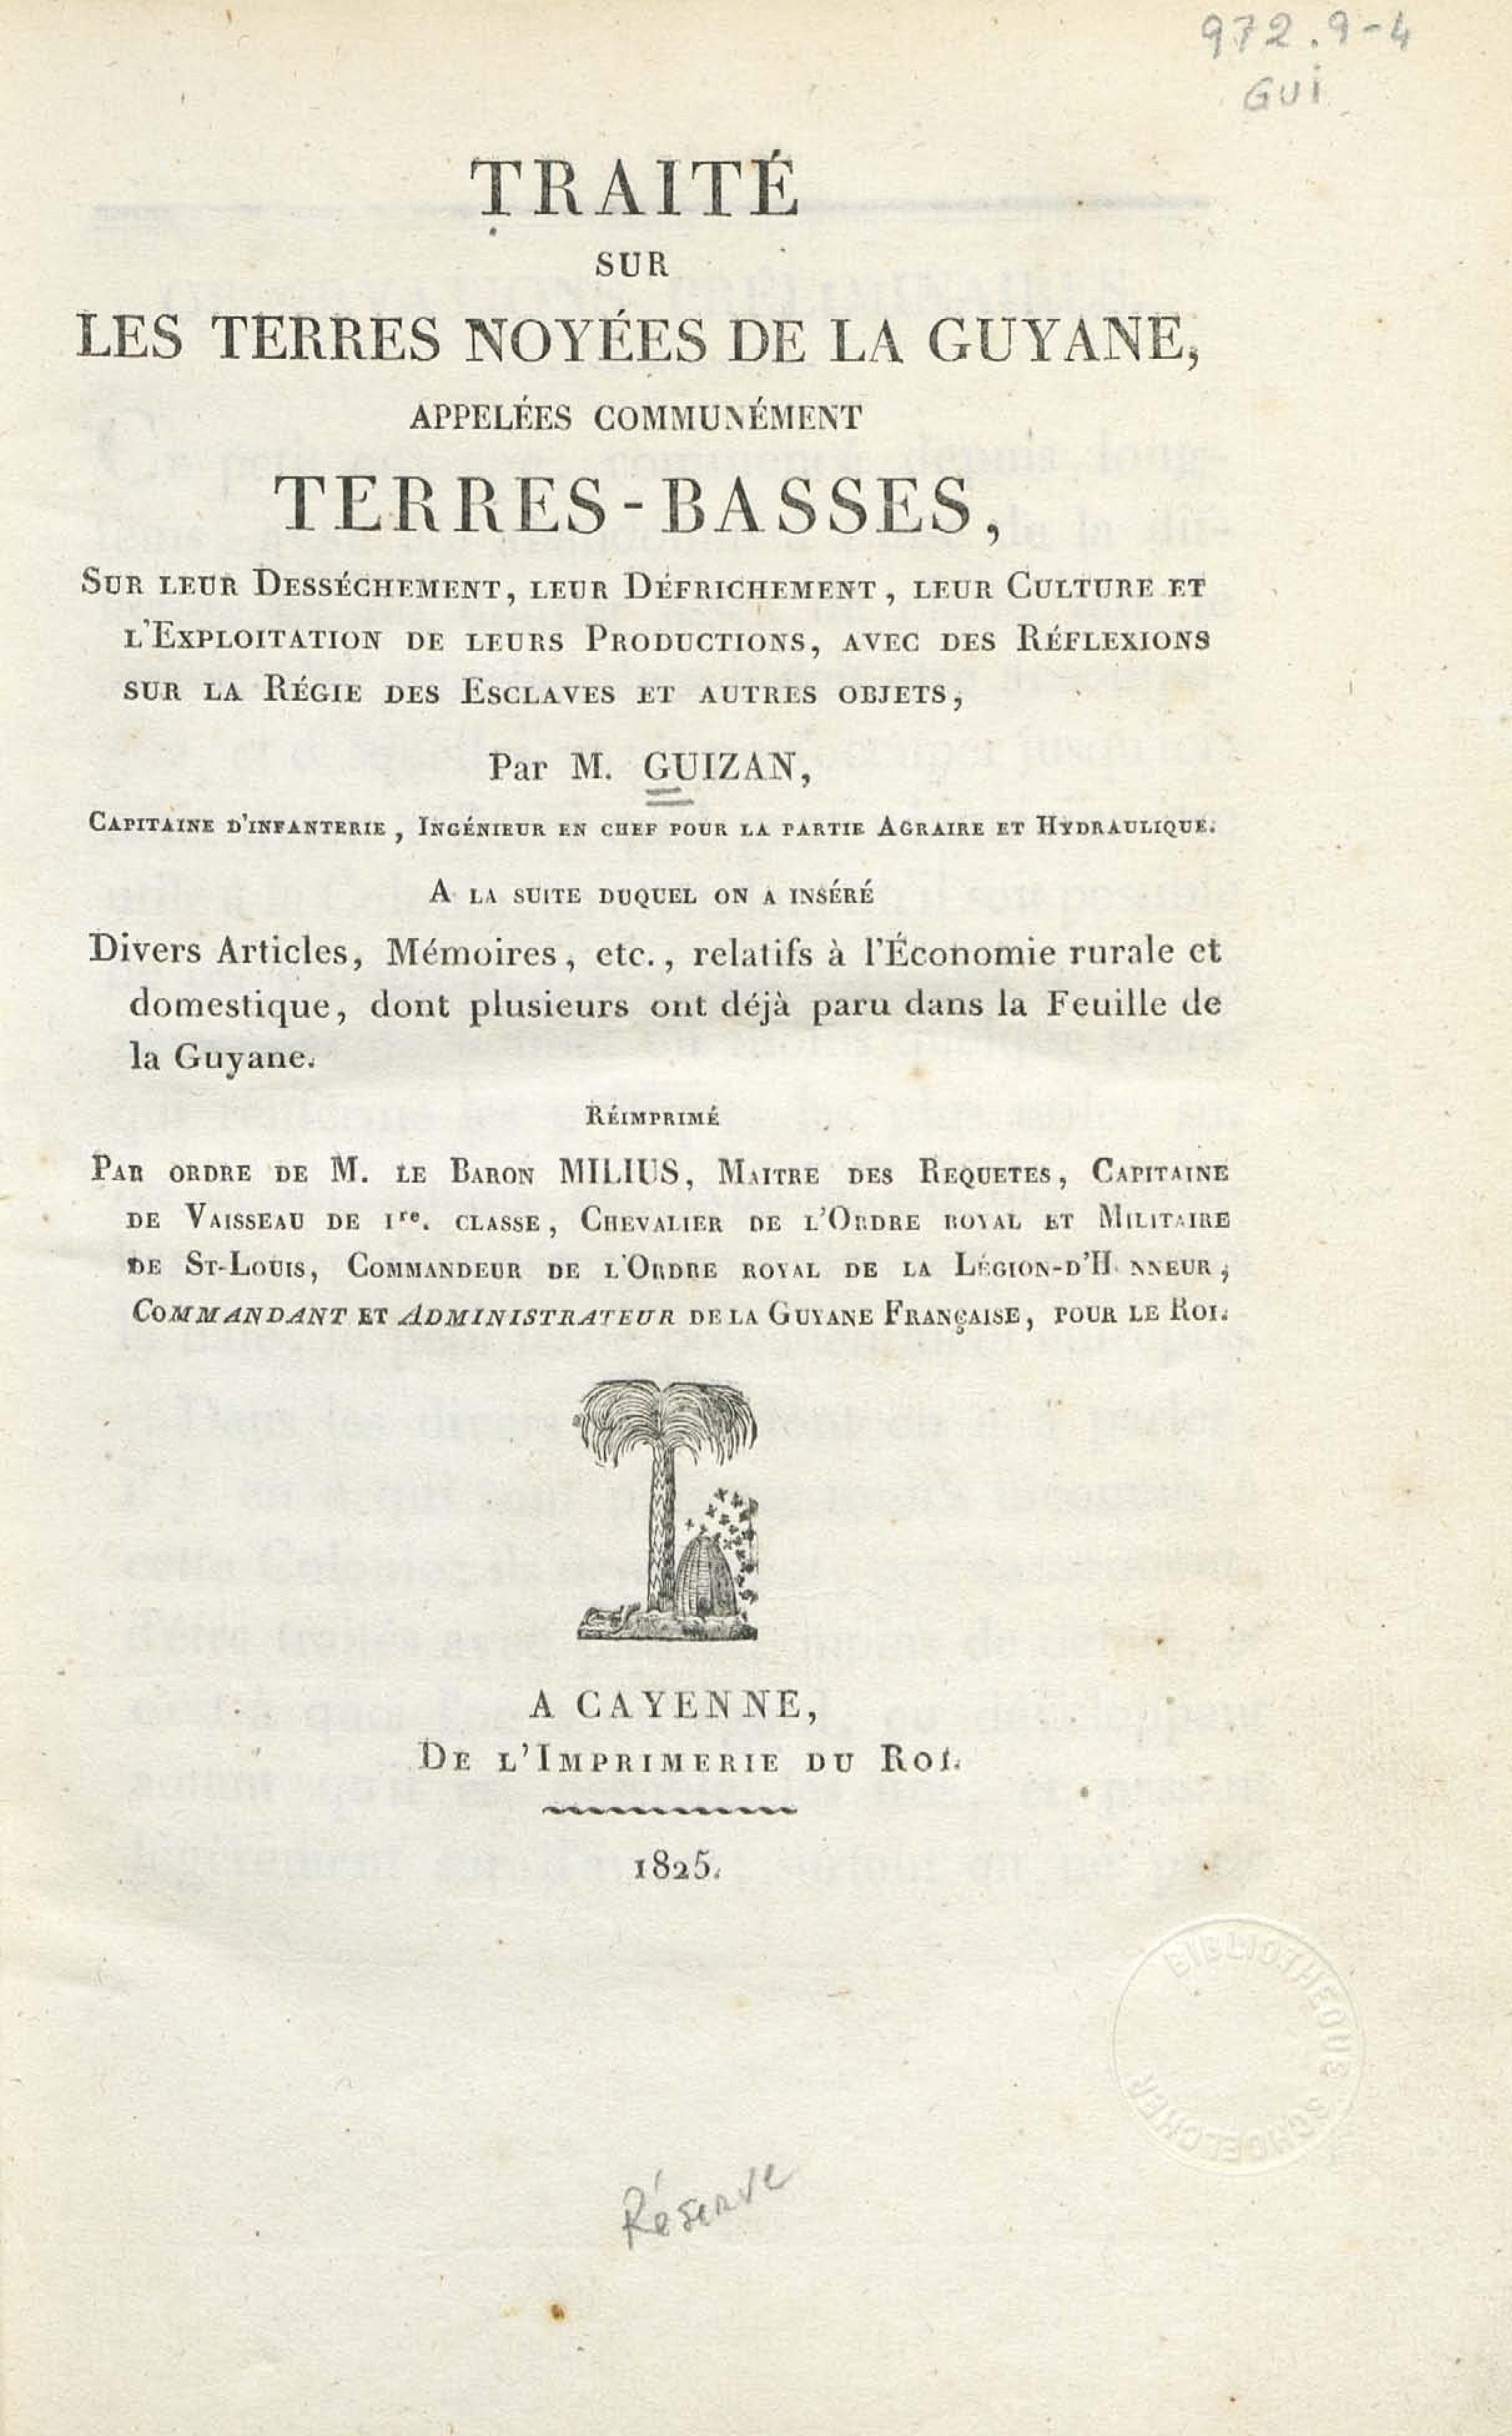 972.9-4
GUI
TRAITÉ
SUR
LES TERRES NOYÉES DE LA GUYANE,
APPELÉES COMMUNÉMENT
TERRES-BASSES,
SUR LEUR DESSÉCHEMENT, LEUR DÉFRICHEMENT, LEUR CULTURE ET
L'EXPLOITATION DE LEURS PRODUCTIONS, AVEC DES RÉFLEXIONS
SUR LA RÉGIE DES ESCLAVES ET AUTRES OBJETS,
Par M. GUIZAN,
CAPITAINE D'INFANTERIE, INGÉNIEUR EN CHEF POUR LA PARTIE AGRAIRE ET HYDRAULIQUE.
A LA SUITE DUQUEL ON A INSÉRÉ
Divers Articles, Mémoires, etc., relatifs à l'Économie rurale et
domestique, dont plusieurs ont déjà paru dans la Feuille de
la Guyane.
RÉIMPRIMÉ
PAR ORDRE DE M. LE BARON MILIUS, MAITRE DES REQUETES, CAPITAINE
DE VAISSEAU DE 1re. CLASSE, CHEVALIER DE L'ORDRE ROYAL ET MILITAIRE
DE ST-LOUIS, COMMANDEUR DE L'ORDRE ROYAL DE LA LÉGION-D'H NNEUR,
COMMANDANT ET ADMINISTRATEUR DE LA GUYANE FRANÇAISE, POUR LE ROI.
A CAYENNE,
DE L'IMPRIMERIE DU ROI.
1825.
BIBLIOTHEQUE SCHOELCHER
Réserve